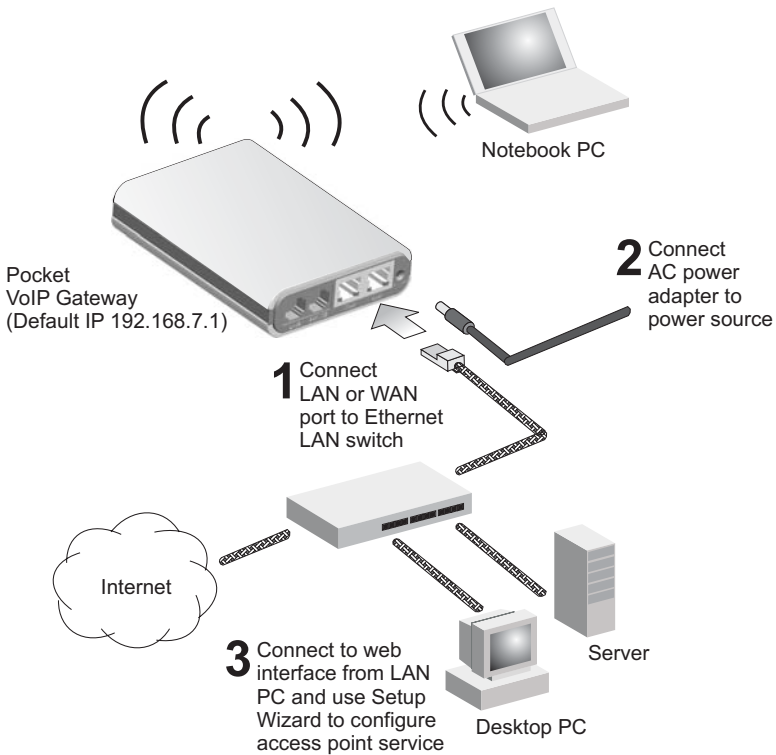 Notebook PC
Pocket
VoIP Gateway
(Default IP 192.168.7.1)
2 Connect
AC power
adapter to
power source
1 Connect
LAN or WAN
port to Ethernet
LAN switch
Internet
3 Connect to web
interface from LAN
PC and use Setup
Wizard to configure
access point service
Server
Desktop PC